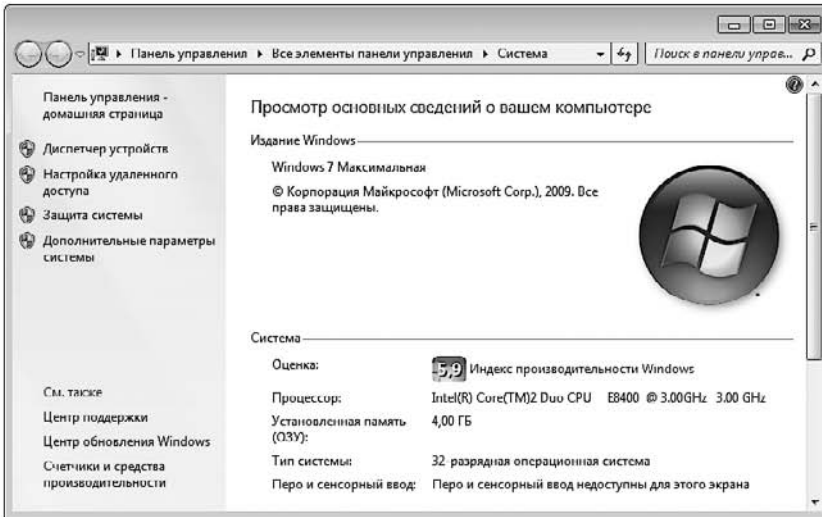 Панель управления ▸ Все элементы панели управления ▸ Система
Поиск в панели управ...
Панель управления -
домашняя страница
Диспетчер устройств
Настройка удаленного
доступа
Защита системы
Дополнительные параметры
системы
См. также
Центр поддержки
Центр обновления Windows
Счетчики и средства
производительности
Просмотр основных сведений о вашем компьютере
Издание Windows
Windows 7 Максимальная
© Корпорация Майкрософт (Microsoft Corp.), 2009. Все
права защищены.
Система
Оценка: 5,9 Индекс производительности Windows
Процессор: Intel(R) Core(TM)2 Duo CPU E8400 @ 3.00GHz 3.00 GHz
Установленная память 4,00 ГБ
(ОЗУ):
Тип системы: 32-разрядная операционная система
Перо и сенсорный ввод: Перо и сенсорный ввод недоступны для этого экрана